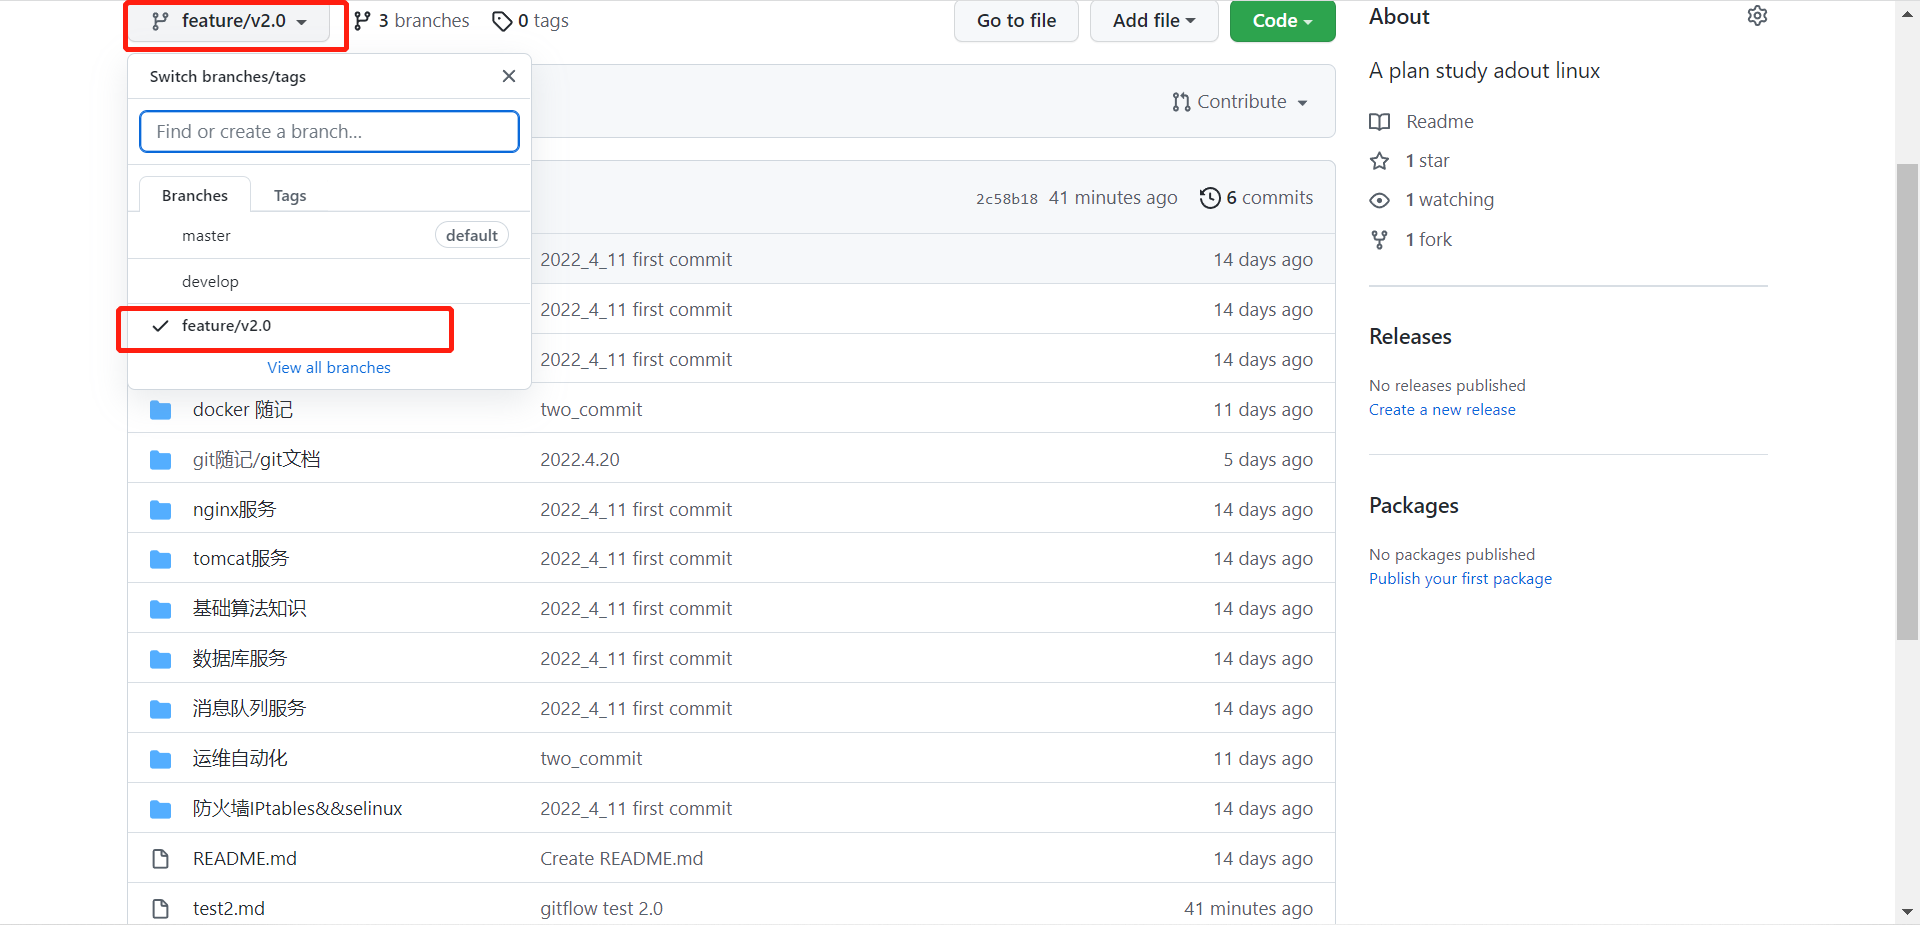 feature/v2.0
3 branches
0 tags
Go to file
Add file
Code
Switch branches/tags
Find or create a branch...
Branches
Tags
master
default
develop
feature/v2.0
View all branches
Contribute
2c58b18 41 minutes ago 6 commits
2022_4_11 first commit 14 days ago
2022_4_11 first commit 14 days ago
2022_4_11 first commit 14 days ago
docker 随记 two_commit 11 days ago
git随记/git文档 2022.4.20 5 days ago
nginx服务 2022_4_11 first commit 14 days ago
tomcat服务 2022_4_11 first commit 14 days ago
基础算法知识 2022_4_11 first commit 14 days ago
数据库服务 2022_4_11 first commit 14 days ago
消息队列服务 2022_4_11 first commit 14 days ago
运维自动化 two_commit 11 days ago
防火墙IPtables&&selinux 2022_4_11 first commit 14 days ago
README.md Create README.md 14 days ago
test2.md gitflow test 2.0 41 minutes ago
About
A plan study adout linux
Readme
1 star
1 watching
1 fork
Releases
No releases published
Create a new release
Packages
No packages published
Publish your first package